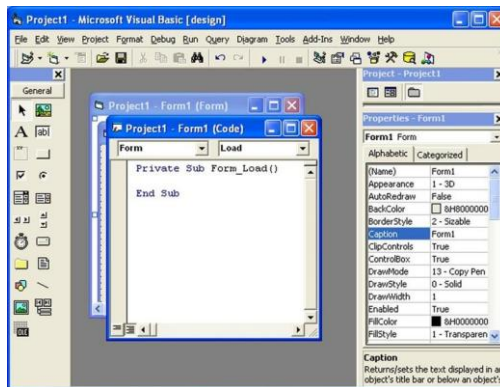 Project1 - Microsoft Visual Basic [design]
File Edit View Project Format Debug Run Query Diagram Tools Add-Ins Window Help
General
A ab|
Project1 - Form1 (Form)
Project1 - Form1 (Code)
Form Load
Private Sub Form_Load()
End Sub
Project - Project1
Properties - Form1
Form1 Form
Alphabetic Categorized
(Name) Form1
Appearance 1 - 3D
AutoRedraw False
BackColor &H8000000
BorderStyle 2 - Sizable
Caption Form1
ClipControls True
ControlBox True
DrawMode 13 - Copy Pen
DrawStyle 0 - Solid
DrawWidth 1
Enabled True
FillColor &H0000000
FillStyle 1 - Transparen
Caption
Returns/sets the text displayed in a
object's title bar or below an object'